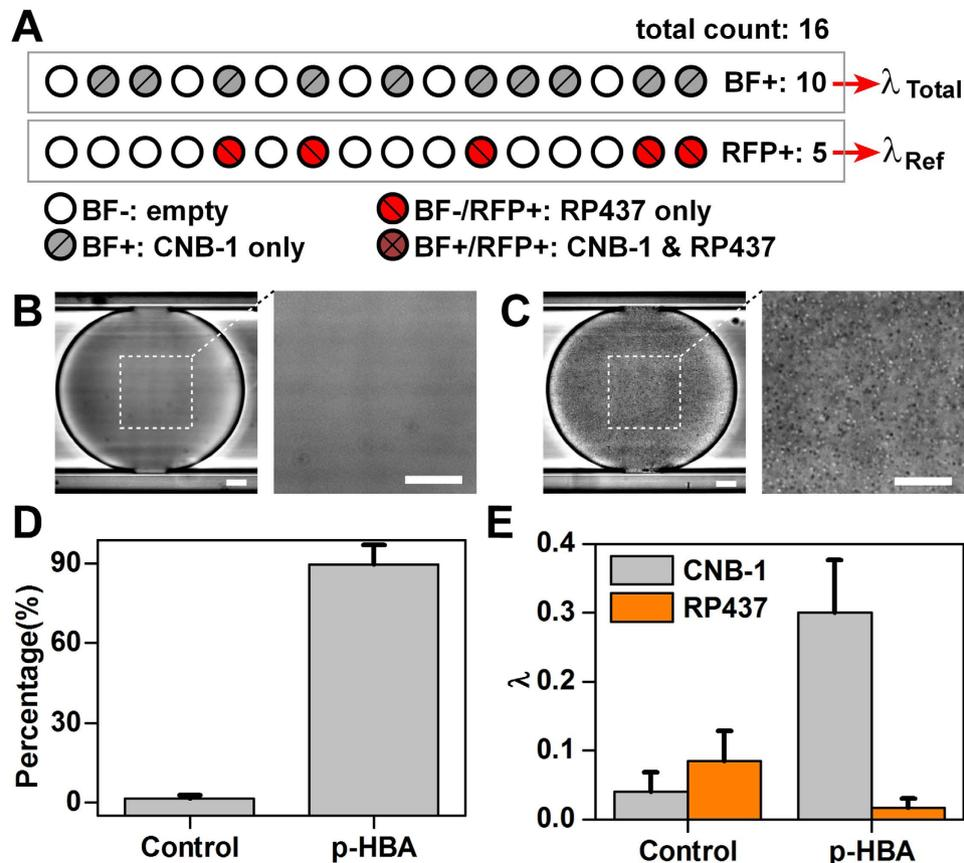 A
total count: 16
BF+: 10
λ Total
RFP+: 5
λ Ref
BF-: empty
BF-/RFP+: RP437 only
BF+: CNB-1 only
BF+/RFP+: CNB-1 & RP437
B
C
D
Percentage(%)
90
60
30
0
Control
p-HBA
E
λ
0.4
0.3
0.2
0.1
0.0
CNB-1
RP437
Control
p-HBA